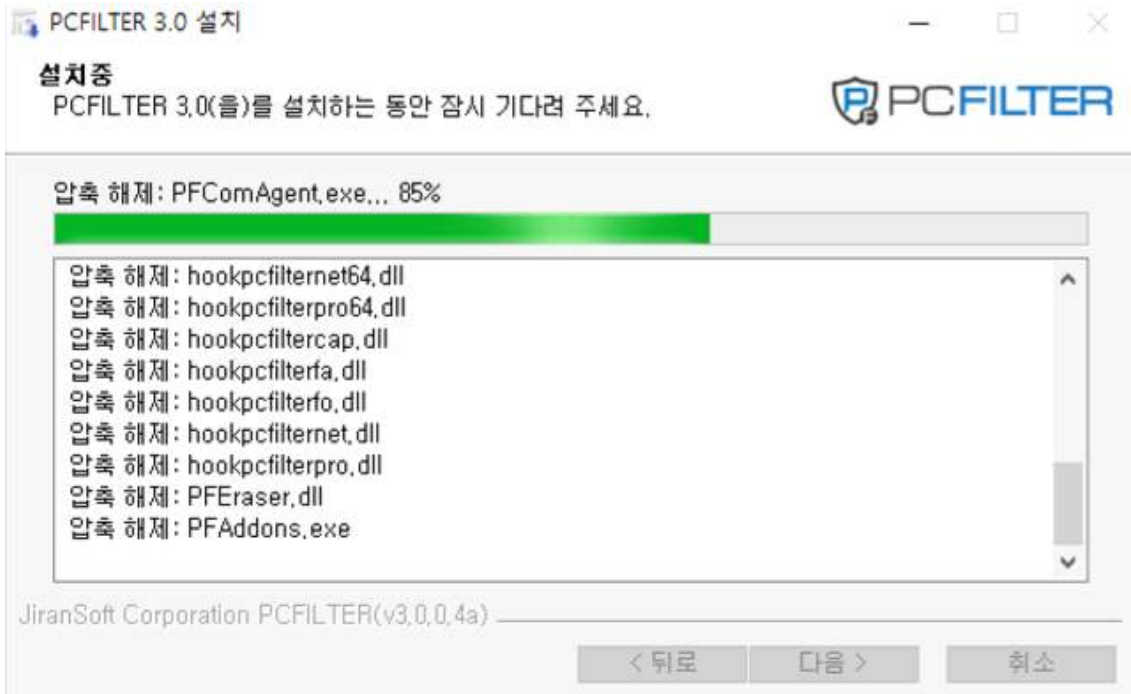 PCFILTER 3.0 설치
설치중
PCFILTER 3.0(을)를 설치하는 동안 잠시 기다려 주세요.
PCFILTER
압축 해제: PFComAgent.exe... 85%
압축 해제: hookpcfilternet64.dll
압축 해제: hookpcfilterpro64.dll
압축 해제: hookpcfiltercap.dll
압축 해제: hookpcfilterfa.dll
압축 해제: hookpcfilterfo.dll
압축 해제: hookpcfilternet.dll
압축 해제: hookpcfilterpro.dll
압축 해제: PFEraser.dll
압축 해제: PFAddons.exe
JiranSoft Corporation PCFILTER(v3.0.0.4a)
< 뒤로 다음 > 취소